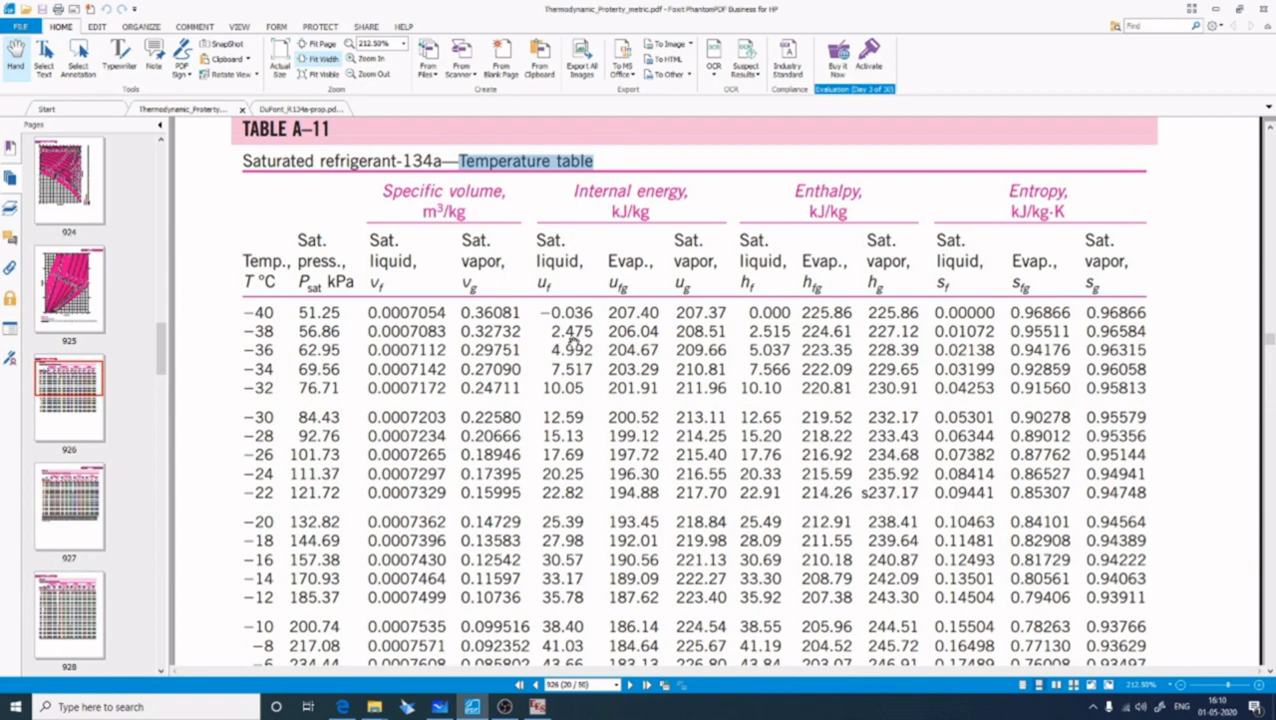 Thermodynamic_Proterty_metric.pdf - Foxit PhantomPDF Business for HP
FILE HOME EDIT ORGANIZE COMMENT VIEW FORM PROTECT SHARE HELP
Find
Hand
Select Text
Select Annotation
Typewriter
Note
PDF Sign
SnapShot
Clipboard
Rotate View
Tools
Actual Size
Fit Page
Fit Width
Fit Visible
212.50%
Zoom In
Zoom Out
Zoom
From Files
From Scanner
From Blank Page
From Clipboard
Create
Export All Images
To MS Office
To Image
To HTML
To Other
Export
OCR
Suspect Results
OCR
Industry Standard
Compliance
Buy it Now
Activate
Evaluation (Day 3 of 30)
Start Thermodynamic_Proterty... DuPont_R134a-prop.pd...
Pages
924
925
926
927
928
TABLE A–11
Saturated refrigerant-134a—Temperature table
Specific volume, m³/kg Internal energy, kJ/kg Enthalpy, kJ/kg Entropy, kJ/kg·K
Temp., T °C Sat. press., Psat kPa Sat. liquid, vf Sat. vapor, vg Sat. liquid, uf Evap., ufg Sat. vapor, ug Sat. liquid, hf Evap., hfg Sat. vapor, hg Sat. liquid, sf Evap., sfg Sat. vapor, sg
−40 51.25 0.0007054 0.36081 −0.036 207.40 207.37 0.000 225.86 225.86 0.00000 0.96866 0.96866
−38 56.86 0.0007083 0.32732 2.475 206.04 208.51 2.515 224.61 227.12 0.01072 0.95511 0.96584
−36 62.95 0.0007112 0.29751 4.992 204.67 209.66 5.037 223.35 228.39 0.02138 0.94176 0.96315
−34 69.56 0.0007142 0.27090 7.517 203.29 210.81 7.566 222.09 229.65 0.03199 0.92859 0.96058
−32 76.71 0.0007172 0.24711 10.05 201.91 211.96 10.10 220.81 230.91 0.04253 0.91560 0.95813
−30 84.43 0.0007203 0.22580 12.59 200.52 213.11 12.65 219.52 232.17 0.05301 0.90278 0.95579
−28 92.76 0.0007234 0.20666 15.13 199.12 214.25 15.20 218.22 233.43 0.06344 0.89012 0.95356
−26 101.73 0.0007265 0.18946 17.69 197.72 215.40 17.76 216.92 234.68 0.07382 0.87762 0.95144
−24 111.37 0.0007297 0.17395 20.25 196.30 216.55 20.33 215.59 235.92 0.08414 0.86527 0.94941
−22 121.72 0.0007329 0.15995 22.82 194.88 217.70 22.91 214.26 s237.17 0.09441 0.85307 0.94748
−20 132.82 0.0007362 0.14729 25.39 193.45 218.84 25.49 212.91 238.41 0.10463 0.84101 0.94564
−18 144.69 0.0007396 0.13583 27.98 192.01 219.98 28.09 211.55 239.64 0.11481 0.82908 0.94389
−16 157.38 0.0007430 0.12542 30.57 190.56 221.13 30.69 210.18 240.87 0.12493 0.81729 0.94222
−14 170.93 0.0007464 0.11597 33.17 189.09 222.27 33.30 208.79 242.09 0.13501 0.80561 0.94063
−12 185.37 0.0007499 0.10736 35.78 187.62 223.40 35.92 207.38 243.30 0.14504 0.79406 0.93911
−10 200.74 0.0007535 0.099516 38.40 186.14 224.54 38.55 205.96 244.51 0.15504 0.78263 0.93766
−8 217.08 0.0007571 0.092352 41.03 184.64 225.67 41.19 204.52 245.72 0.16498 0.77130 0.93629
926 (20 / 50)
212.50%
Type here to search
ENG
16:10
01-05-2020